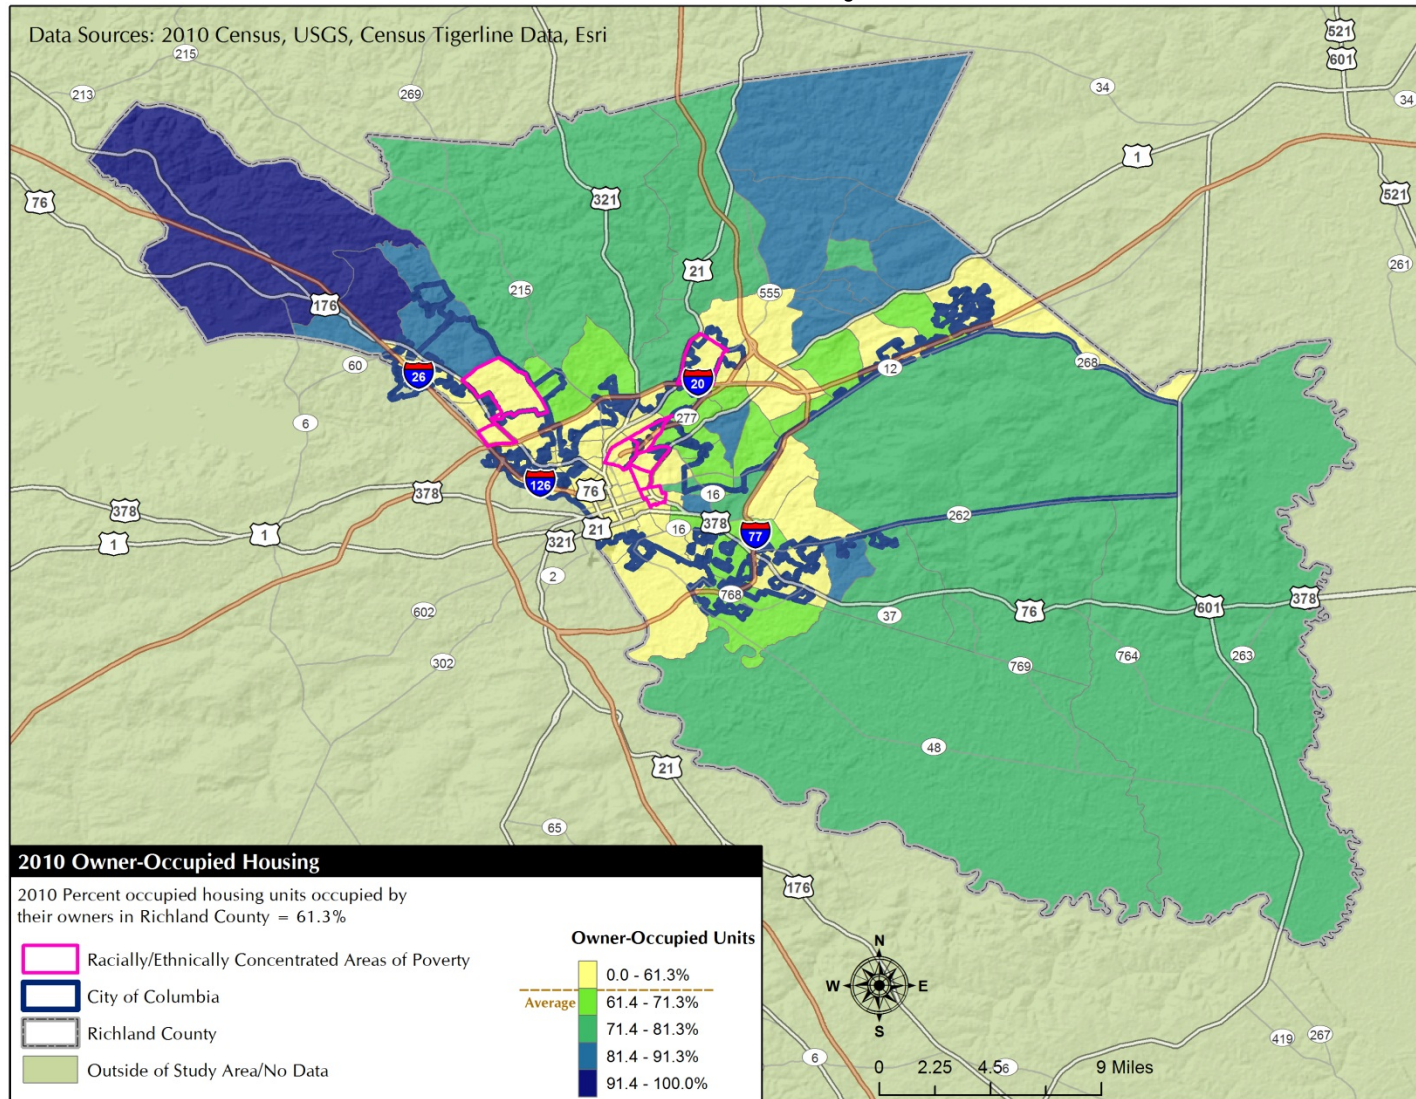 Data Sources: 2010 Census, USGS, Census Tigerline Data, Esri
521
601
215
213
269
34
34
1
76
321
521
21
261
215
555
176
60
26
268
12
20
6
277
126
378
76
16
378
262
1
1
21
16
378
77
321
2
768
602
37
76
601
378
302
769
764
263
48
21
65
176
2010 Owner-Occupied Housing
2010 Percent occupied housing units occupied by
their owners in Richland County = 61.3%
Racially/Ethnically Concentrated Areas of Poverty
City of Columbia
Richland County
Outside of Study Area/No Data
Owner-Occupied Units
0.0 - 61.3%
Average
61.4 - 71.3%
71.4 - 81.3%
81.4 - 91.3%
91.4 - 100.0%
N
W
E
S
419
267
6
6
0 2.25 4.5 9 Miles